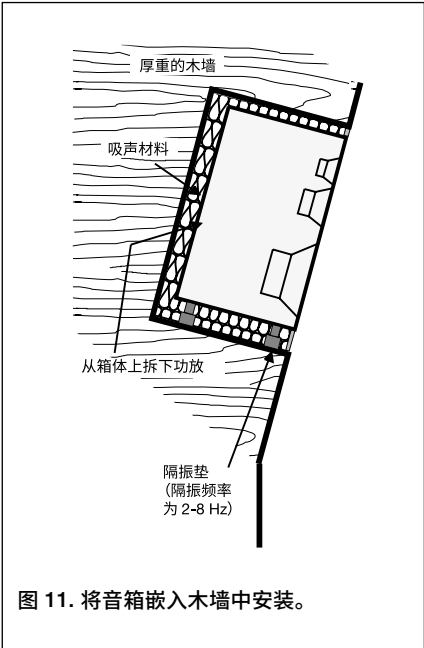 厚重的木墙
吸声材料
从箱体上拆下功放
隔振垫
(隔振频率
为 2-8 Hz)
图 11. 将音箱嵌入木墙中安装。